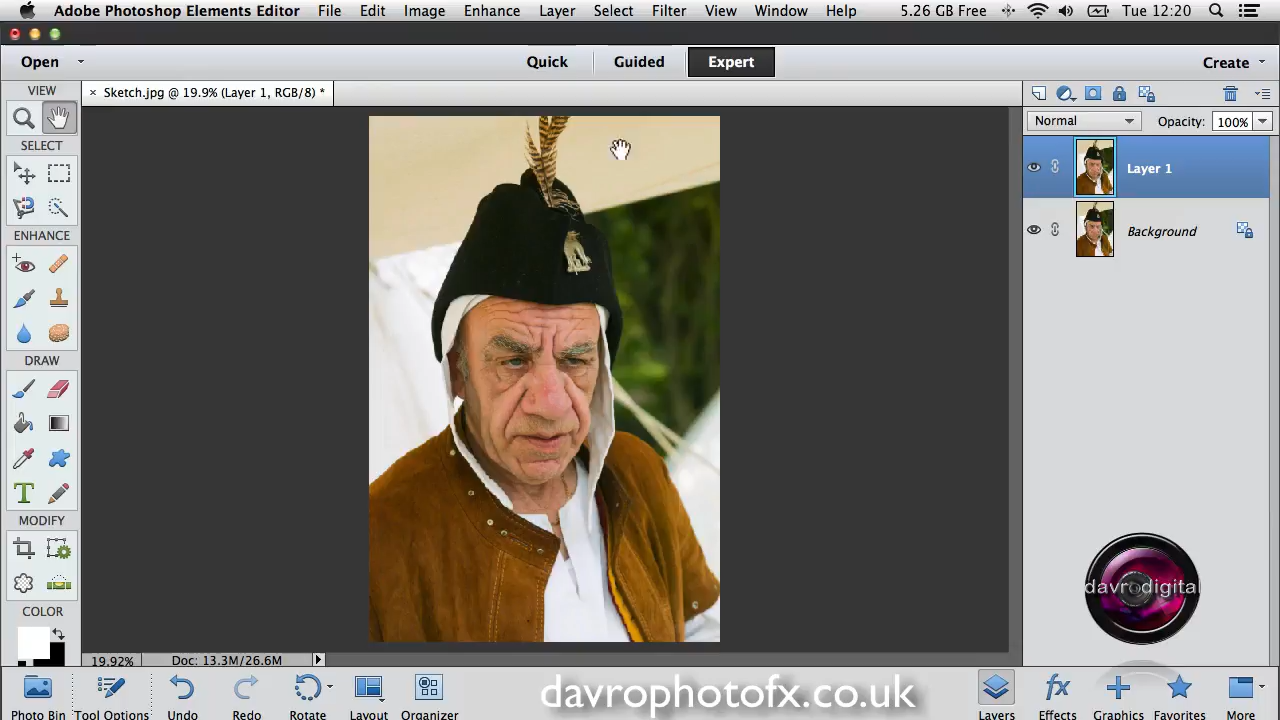 Adobe Photoshop Elements Editor File Edit Image Enhance Layer Select Filter View Window Help 5.26 GB Free Tue 12:20
Open Quick Guided Expert Create
VIEW
× Sketch.jpg @ 19.9% (Layer 1, RGB/8) *
Normal Opacity: 100%
SELECT
Layer 1
Background
ENHANCE
DRAW
T
MODIFY
davrodigital
COLOR
19.92% Doc: 13.3M/26.6M
fx
davrophotofx.co.uk
Photo Bin Tool Options Undo Redo Rotate Layout Organizer Layers Effects Graphics Favorites More